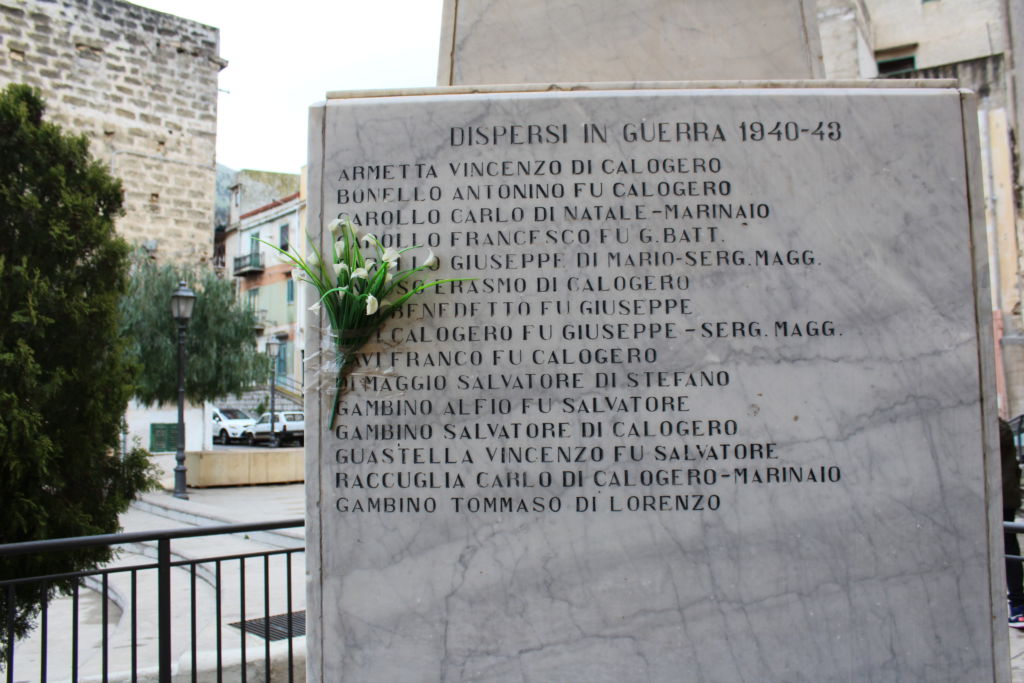 DISPERSI IN GUERRA 1940-43
ARMETTA VINCENZO DI CALOGERO
BONELLO ANTONINO FU CALOGERO
CAROLLO CARLO DI NATALE-MARINAIO
FRANCESCO FU G.BATT.
GIUSEPPE DI MARIO-SERG.MAGG.
ERASMO DI CALOGERO
BENEDETTO FU GIUSEPPE
CALOGERO FU GIUSEPPE-SERG.MAGG.
FRANCO FU CALOGERO
DI MAGGIO SALVATORE DI STEFANO
GAMBINO ALFIO FU SALVATORE
GAMBINO SALVATORE DI CALOGERO
GUASTELLA VINCENZO FU SALVATORE
RACCUGLIA CARLO DI CALOGERO-MARINAIO
GAMBINO TOMMASO DI LORENZO